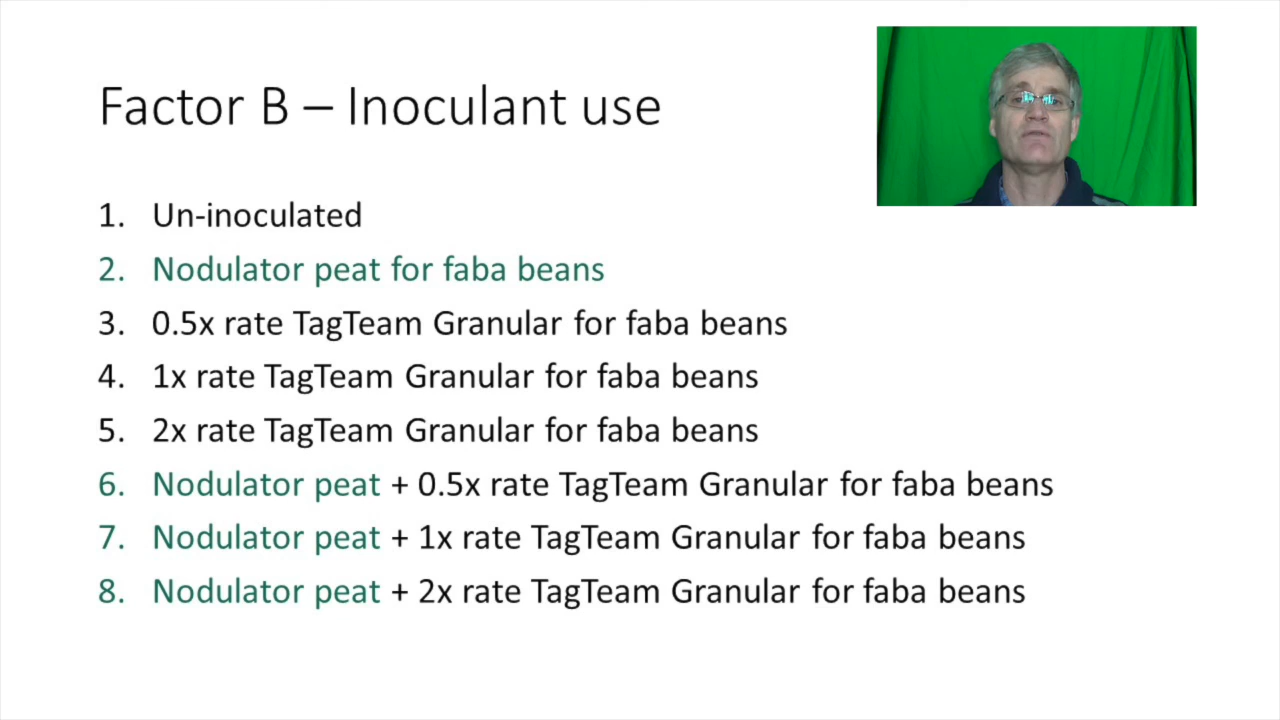 Factor B – Inoculant use
1. Un-inoculated
2. Nodulator peat for faba beans
3. 0.5x rate TagTeam Granular for faba beans
4. 1x rate TagTeam Granular for faba beans
5. 2x rate TagTeam Granular for faba beans
6. Nodulator peat + 0.5x rate TagTeam Granular for faba beans
7. Nodulator peat + 1x rate TagTeam Granular for faba beans
8. Nodulator peat + 2x rate TagTeam Granular for faba beans